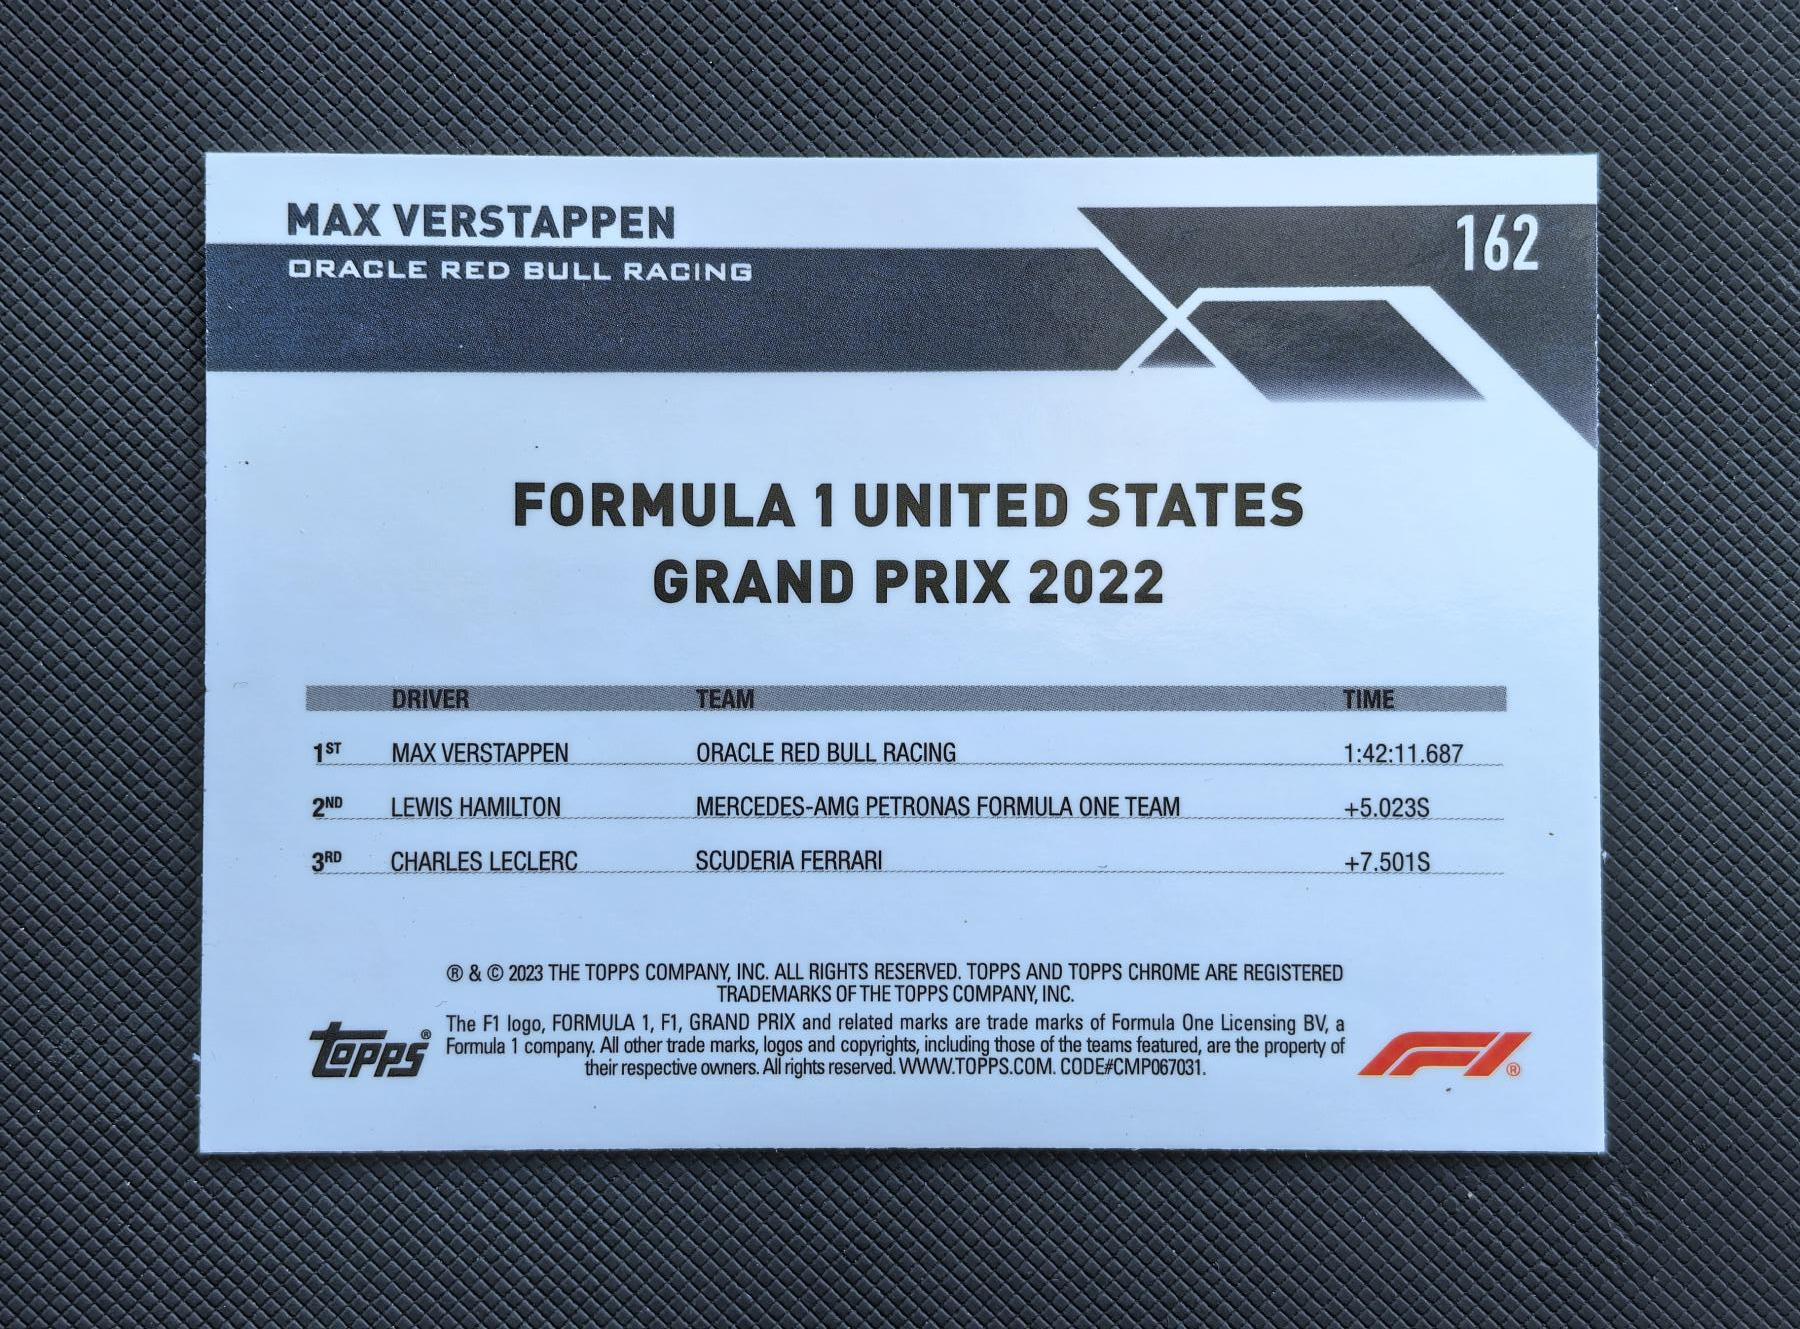 MAX VERSTAPPEN
ORACLE RED BULL RACING
162
FORMULA 1 UNITED STATES
GRAND PRIX 2022
DRIVER TEAM TIME
1ST MAX VERSTAPPEN ORACLE RED BULL RACING 1:42:11.687
2ND LEWIS HAMILTON MERCEDES-AMG PETRONAS FORMULA ONE TEAM +5.023S
3RD CHARLES LECLERC SCUDERIA FERRARI +7.501S
® & © 2023 THE TOPPS COMPANY, INC. ALL RIGHTS RESERVED. TOPPS AND TOPPS CHROME ARE REGISTERED
TRADEMARKS OF THE TOPPS COMPANY, INC.
The F1 logo, FORMULA 1, F1, GRAND PRIX and related marks are trade marks of Formula One Licensing BV, a
Formula 1 company. All other trade marks, logos and copyrights, including those of the teams featured, are the property of
their respective owners. All rights reserved. WWW.TOPPS.COM. CODE#CMP067031.
Topps®
F1®